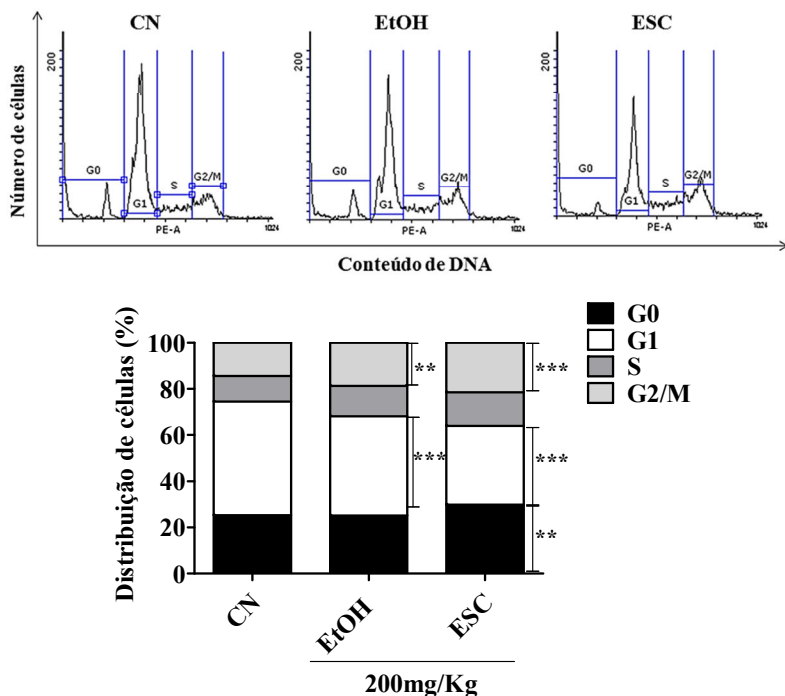 CN
EtOH
ESC
Número de células
200
G0
G1
S
G2/M
PE-A
1024
200
G0
G1
S
G2/M
PE-A
1024
200
G0
G1
S
G2/M
PE-A
1024
Conteúdo de DNA
Distribuição de células (%)
100
80
60
40
20
0
**
***
***
***
**
G0
G1
S
G2/M
CN
EtOH
ESC
200mg/Kg